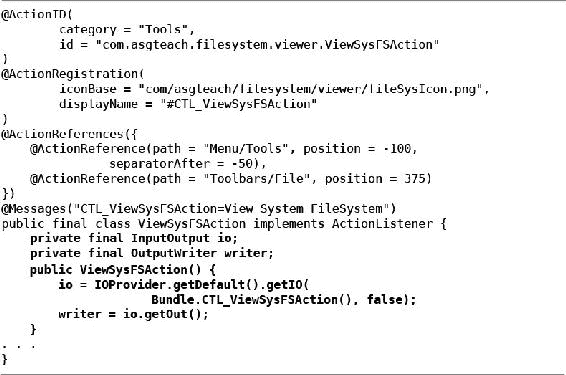 @ActionID(
        category = "Tools",
        id = "com.asgteach.filesystem.viewer.ViewSysFSAction"
)
@ActionRegistration(
        iconBase = "com/asgteach/filesystem/viewer/fileSysIcon.png",
        displayName = "#CTL_ViewSysFSAction"
)
@ActionReferences({
    @ActionReference(path = "Menu/Tools", position = -100,
               separatorAfter = -50),
    @ActionReference(path = "Toolbars/File", position = 375)
})
@Messages("CTL_ViewSysFSAction=View System FileSystem")
public final class ViewSysFSAction implements ActionListener {
    private final InputOutput io;
    private final OutputWriter writer;
    public ViewSysFSAction() {
        io = IOProvider.getDefault().getIO(
                     Bundle.CTL_ViewSysFSAction(), false);
        writer = io.getOut();
    }
. . .
}